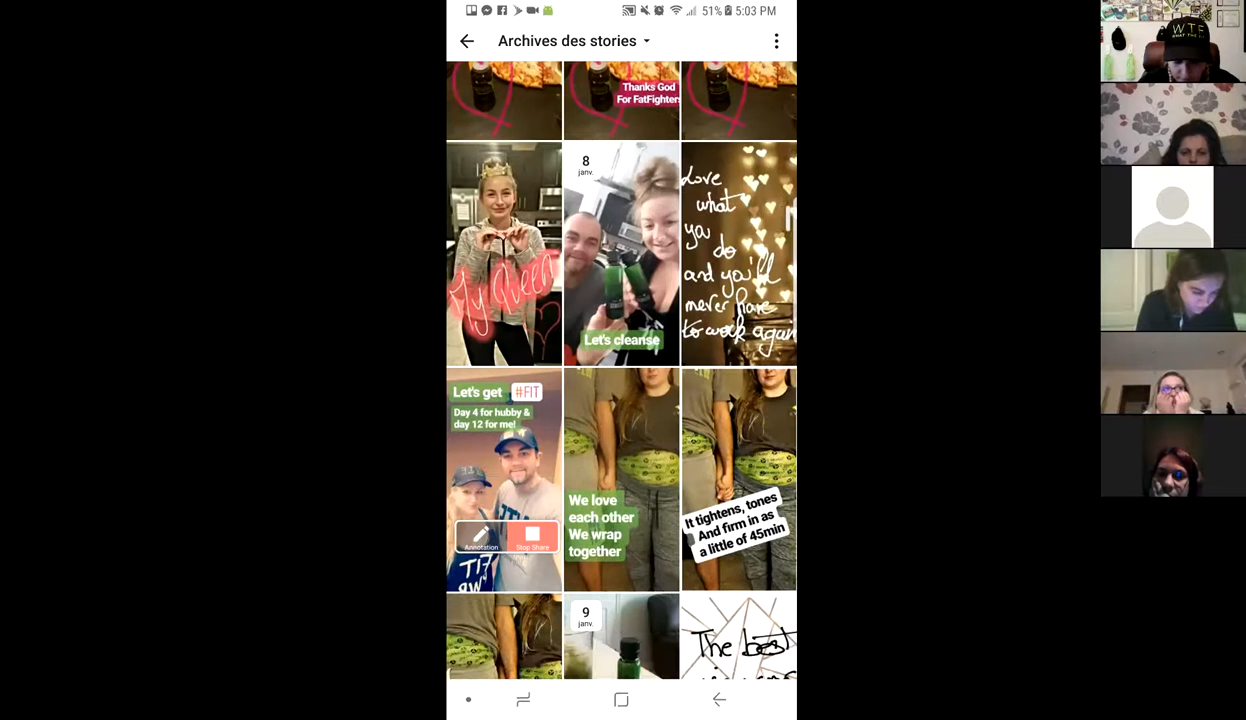 51% 5:03 PM
Archives des stories
Thanks God
For FatFighters
8
janv.
My Queen
Let's cleanse
Love
what
you
do
and you'll
never have
to work again
Let's get #FIT
Day 4 for hubby &
day 12 for me!
Annotation
Stop Share
We love
each other
We wrap
together
It tightens, tones
And firm in as
a little of 45min
9
janv.
The best
WTF